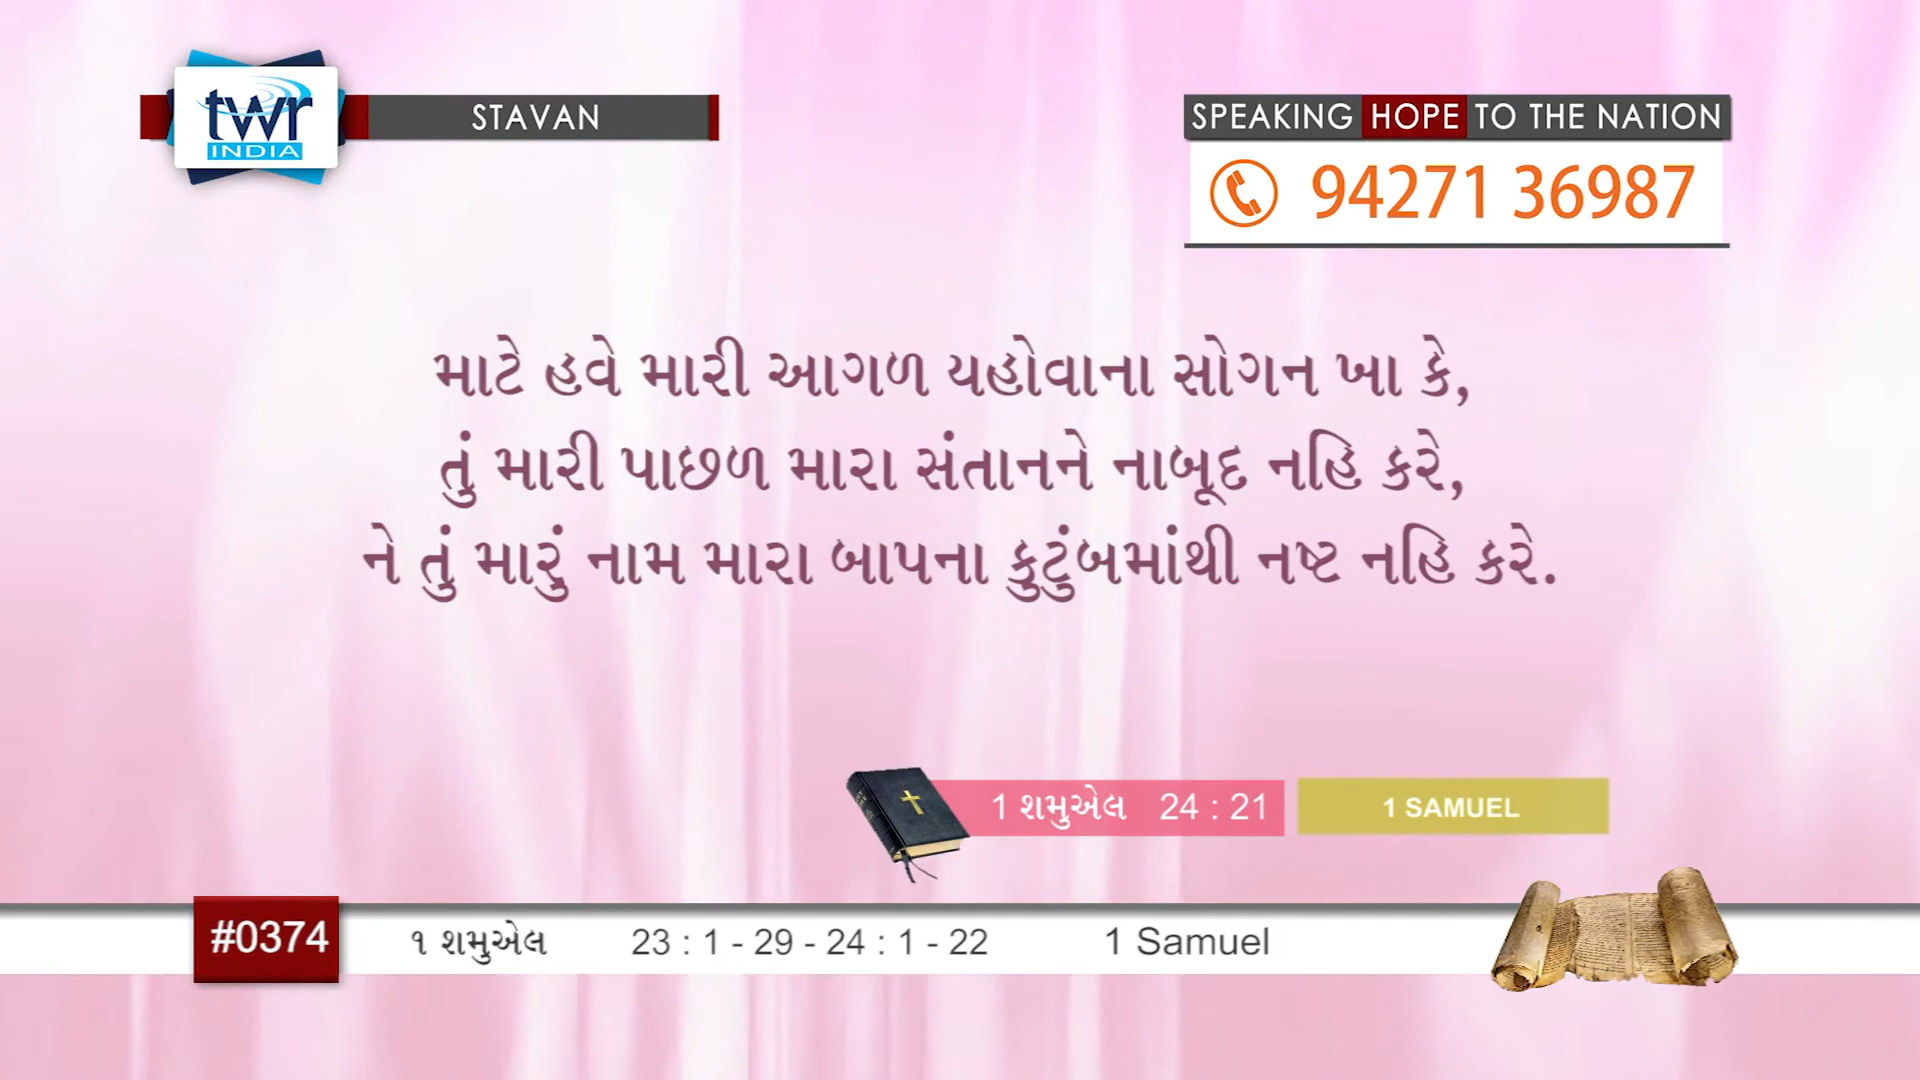 twr
INDIA
STAVAN
SPEAKING HOPE TO THE NATION
94271 36987
માટે હવે મારી આગળ યહોવાના સોગન ખા કે,
તું મારી પાછળ મારા સંતાનને નાબૂદ નહિ કરે,
ને તું મારું નામ મારા બાપના કુટુંબમાંથી નષ્ટ નહિ કરે.
1 શમુએલ 24 : 21
1 SAMUEL
#0374
૧ શમુએલ 23 : 1 - 29 - 24 : 1 - 22 1 Samuel